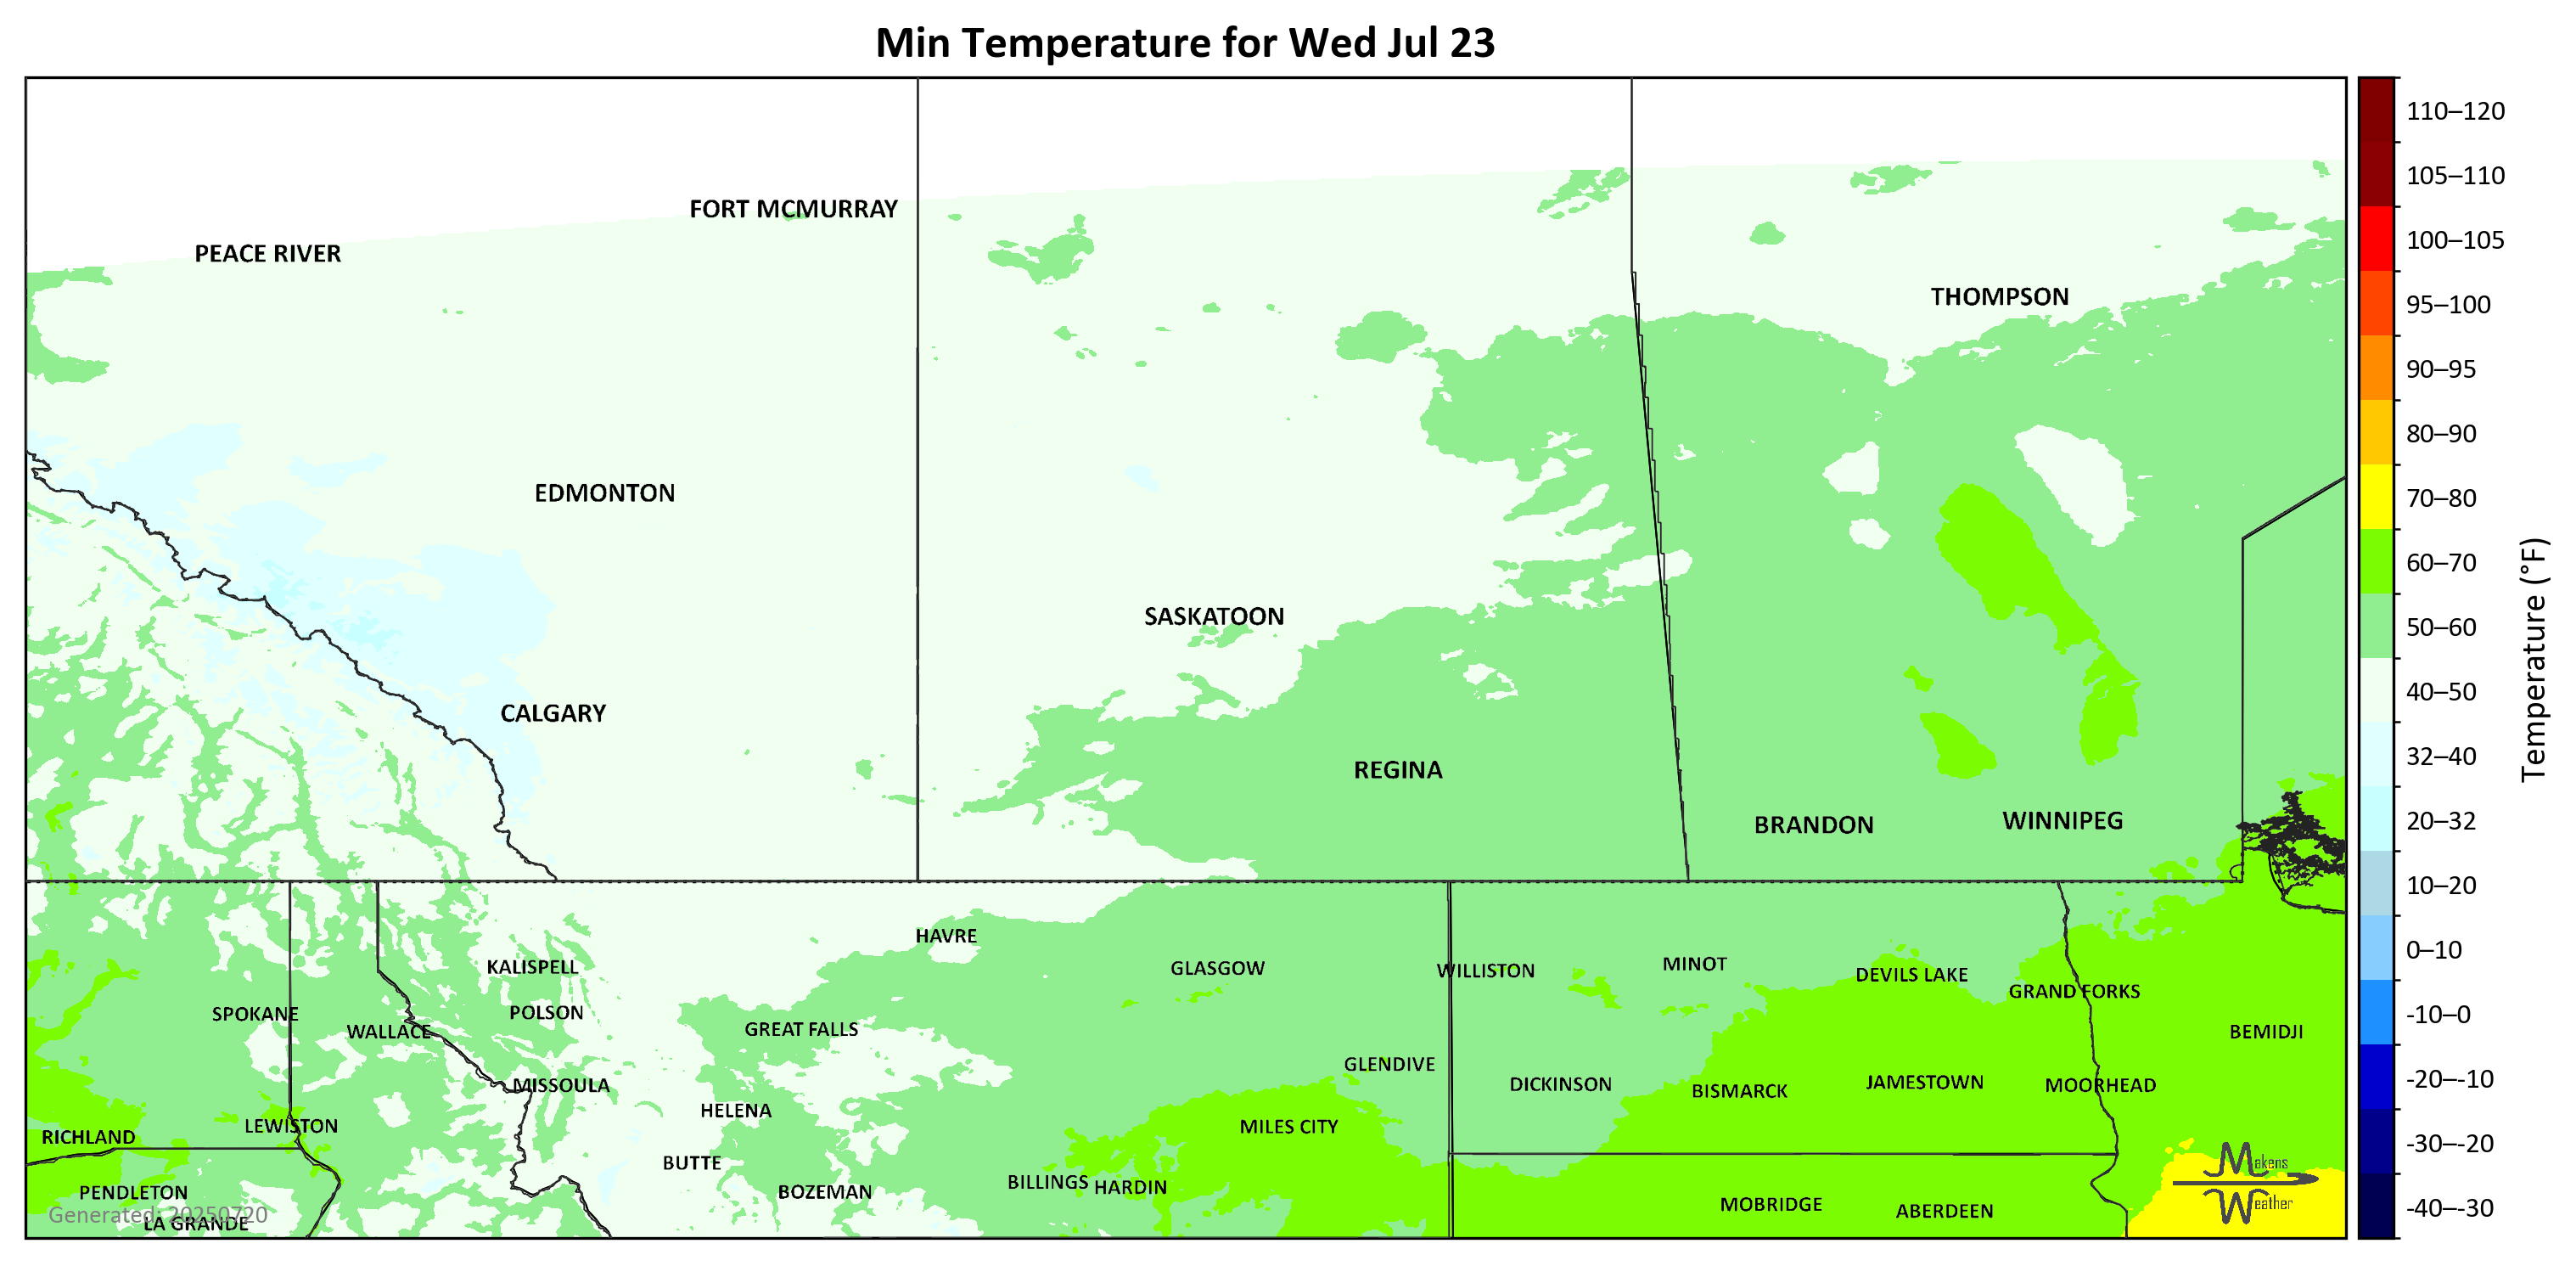 Min Temperature for Wed Jul 23
FORT MCMURRAY
PEACE RIVER
THOMPSON
EDMONTON
SASKATOON
CALGARY
REGINA
BRANDON
WINNIPEG
HAVRE
KALISPELL
GLASGOW
WILLISTON
MINOT
DEVILS LAKE
GRAND FORKS
SPOKANE
POLSON
WALLACE
GREAT FALLS
BEMIDJI
GLENDIVE
MISSOULA
DICKINSON
BISMARCK
JAMESTOWN
MOORHEAD
HELENA
LEWISTON
MILES CITY
RICHLAND
BUTTE
BILLINGS
HARDIN
PENDLETON
BOZEMAN
MOBRIDGE
ABERDEEN
Generated: 20250720
LA GRANDE
Makens
Weather
110–120
105–110
100–105
95–100
90–95
80–90
70–80
60–70
50–60
40–50
32–40
20–32
10–20
0–10
-10–0
-20–-10
-30–-20
-40–-30
Temperature (°F)